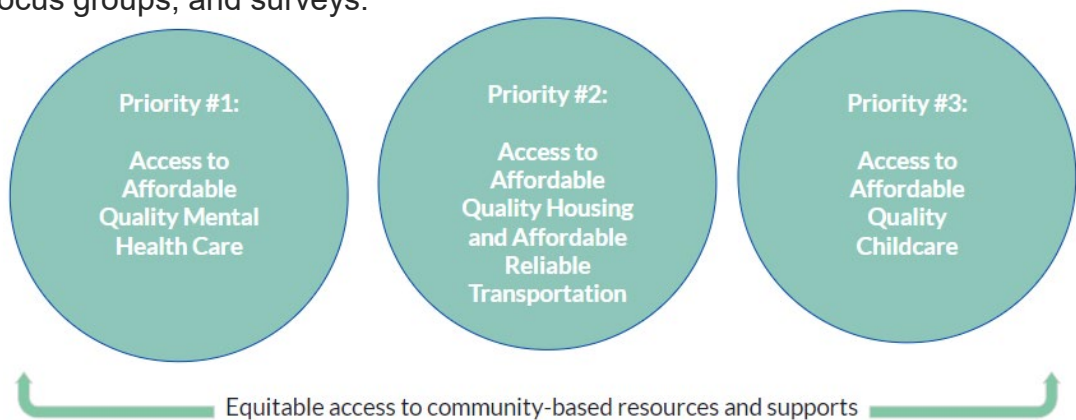 ocus groups, and surveys.
Priority #1:
Access to
Affordable
Quality Mental
Health Care
Priority #2:
Access to
Affordable
Quality Housing
and Affordable
Reliable
Transportation
Priority #3:
Access to
Affordable
Quality
Childcare
Equitable access to community-based resources and supports